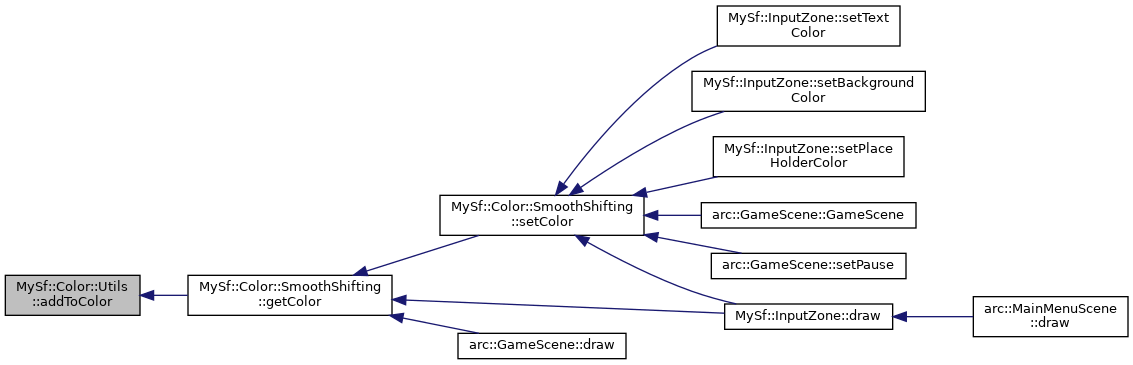 MySf::InputZone::setText
Color
MySf::InputZone::setBackground
Color
MySf::InputZone::setPlace
HolderColor
MySf::Color::SmoothShifting
::setColor
arc::GameScene::GameScene
arc::GameScene::setPause
MySf::Color::Utils
::addToColor
MySf::Color::SmoothShifting
::getColor
MySf::InputZone::draw
arc::MainMenuScene
::draw
arc::GameScene::draw